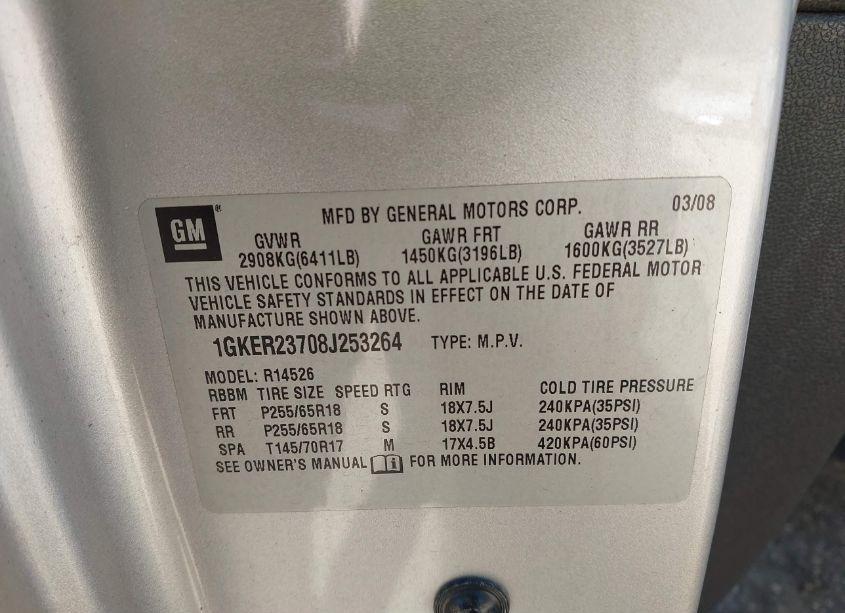 GM®
MFD BY GENERAL MOTORS CORP. 03/08
GVWR GAWR FRT GAWR RR
2908KG(6411LB) 1450KG(3196LB) 1600KG(3527LB)
THIS VEHICLE CONFORMS TO ALL APPLICABLE U.S. FEDERAL MOTOR
VEHICLE SAFETY STANDARDS IN EFFECT ON THE DATE OF
MANUFACTURE SHOWN ABOVE.
1GKER23708J253264 TYPE: M.P.V.
MODEL: R14526
RBBM TIRE SIZE SPEED RTG RIM COLD TIRE PRESSURE
FRT P255/65R18 S 18X7.5J 240KPA(35PSI)
RR P255/65R18 S 18X7.5J 240KPA(35PSI)
SPA T145/70R17 M 17X4.5B 420KPA(60PSI)
SEE OWNER'S MANUAL i FOR MORE INFORMATION.